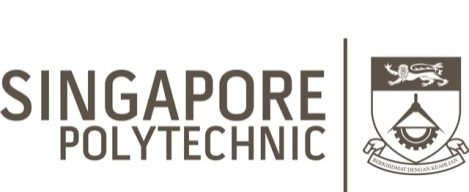 SINGAPORE
POLYTECHNIC
BERKHIDMAT DENGAN KEAHLIAN